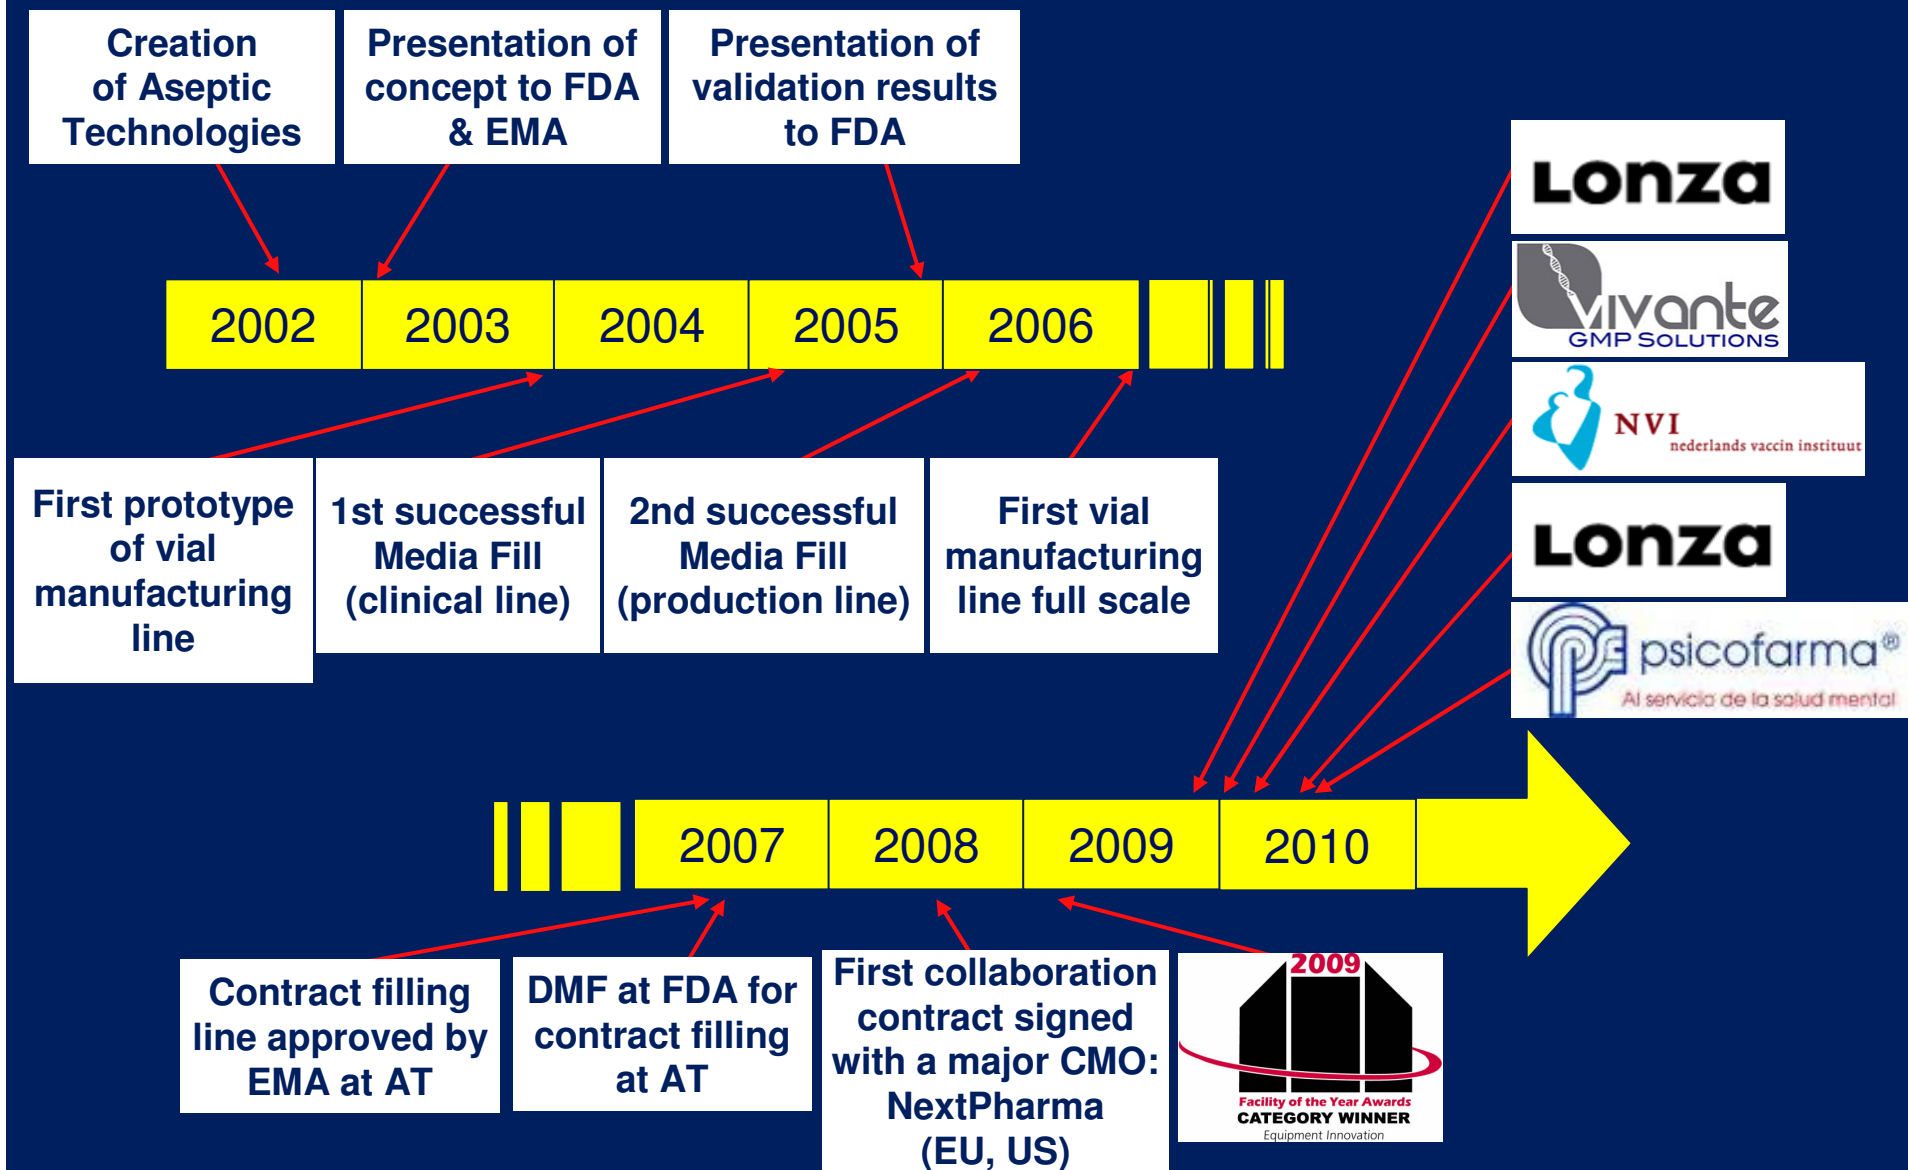 Creation
of Aseptic
Technologies
Presentation of
concept to FDA
& EMA
Presentation of
validation results
to FDA
2002
2003
2004
2005
2006
First prototype
of vial
manufacturing
line
1st successful
Media Fill
(clinical line)
2nd successful
Media Fill
(production line)
First vial
manufacturing
line full scale
Lonza
Vivante
GMP SOLUTIONS
NVI
nederlands vaccin instituut
Lonza
psicofarma®
Al servicio de la salud mental
2007
2008
2009
2010
Contract filling
line approved by
EMA at AT
DMF at FDA for
contract filling
at AT
First collaboration
contract signed
with a major CMO:
NextPharma
(EU, US)
2009
Facility of the Year Awards
CATEGORY WINNER
Equipment Innovation